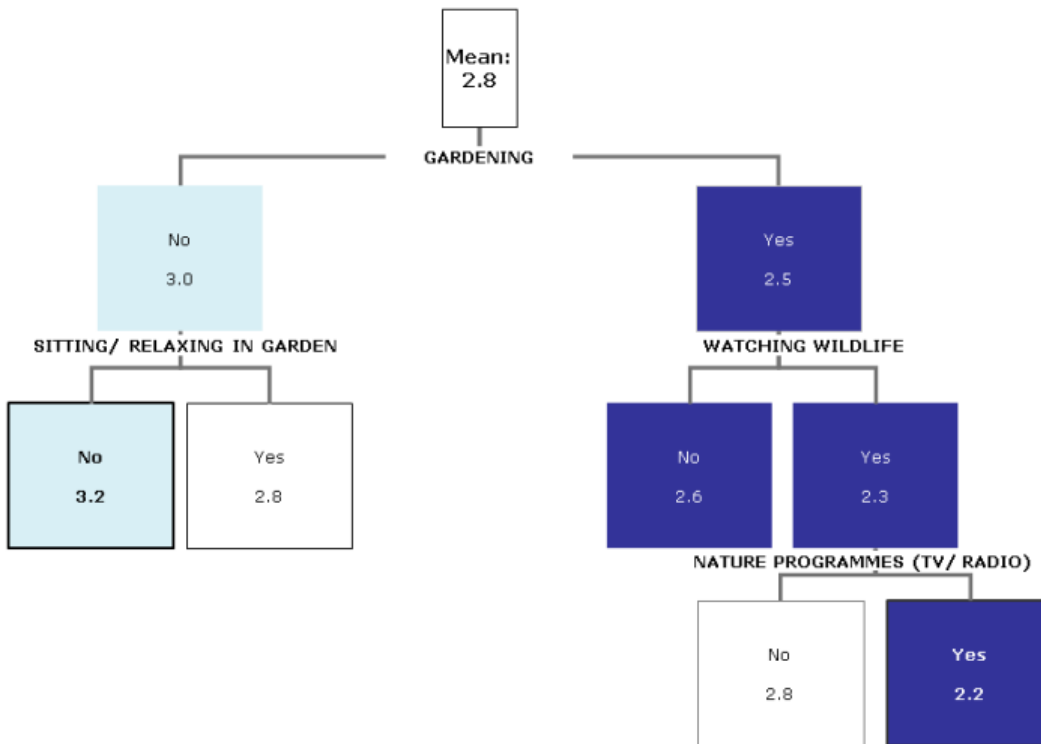 Mean:
2.8
GARDENING
No
3.0
Yes
2.5
SITTING/ RELAXING IN GARDEN
WATCHING WILDLIFE
No
3.2
Yes
2.8
No
2.6
Yes
2.3
NATURE PROGRAMMES (TV/ RADIO)
No
2.8
Yes
2.2